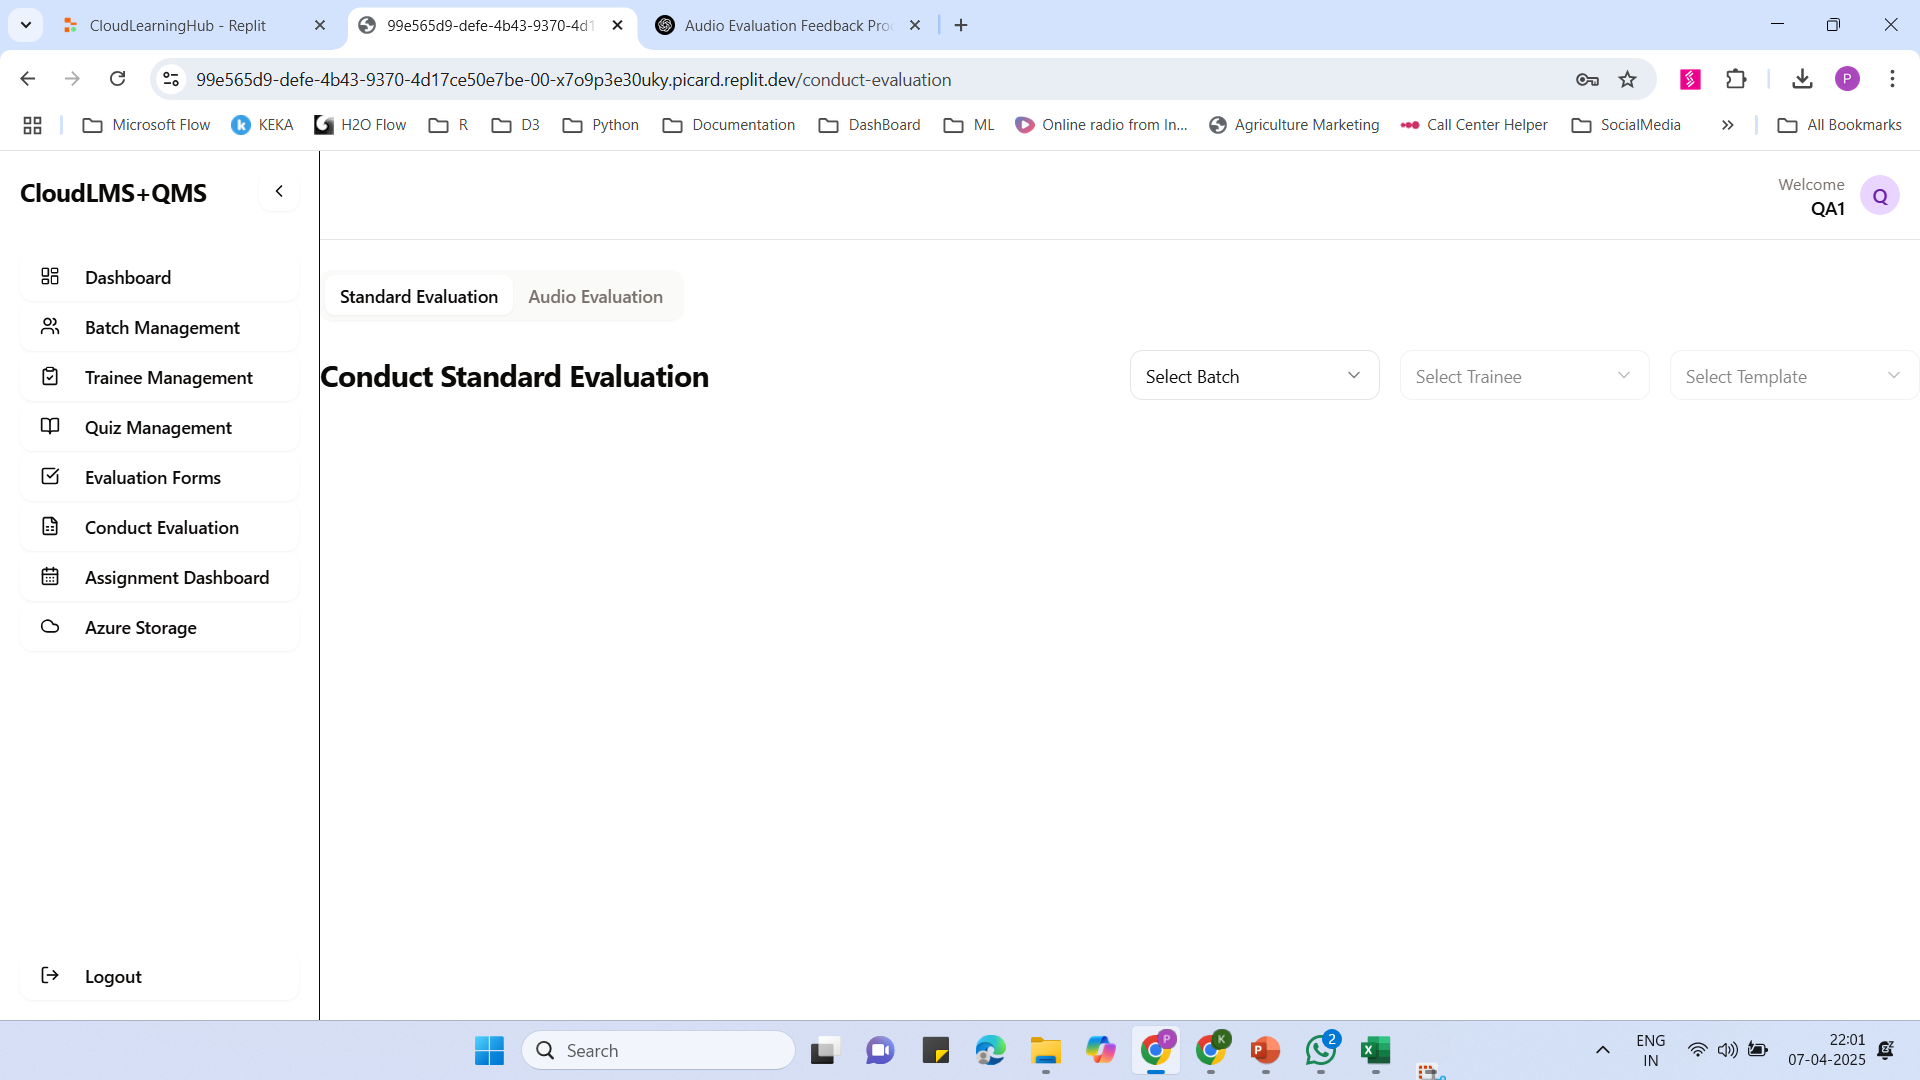 CloudLearningHub - Replit
99e565d9-defe-4b43-9370-4d1
Audio Evaluation Feedback Pro
99e565d9-defe-4b43-9370-4d17ce50e7be-00-x7o9p3e30uky.picard.replit.dev/conduct-evaluation
P
Microsoft Flow
KEKA
H2O Flow
R
D3
Python
Documentation
DashBoard
ML
Online radio from In...
Agriculture Marketing
Call Center Helper
SocialMedia
All Bookmarks
CloudLMS+QMS
Welcome
QA1
Q
Dashboard
Batch Management
Trainee Management
Quiz Management
Evaluation Forms
Conduct Evaluation
Assignment Dashboard
Azure Storage
Logout
Standard Evaluation
Audio Evaluation
Conduct Standard Evaluation
Select Batch
Select Trainee
Select Template
Search
P
K
2
ENG
IN
22:01
07-04-2025